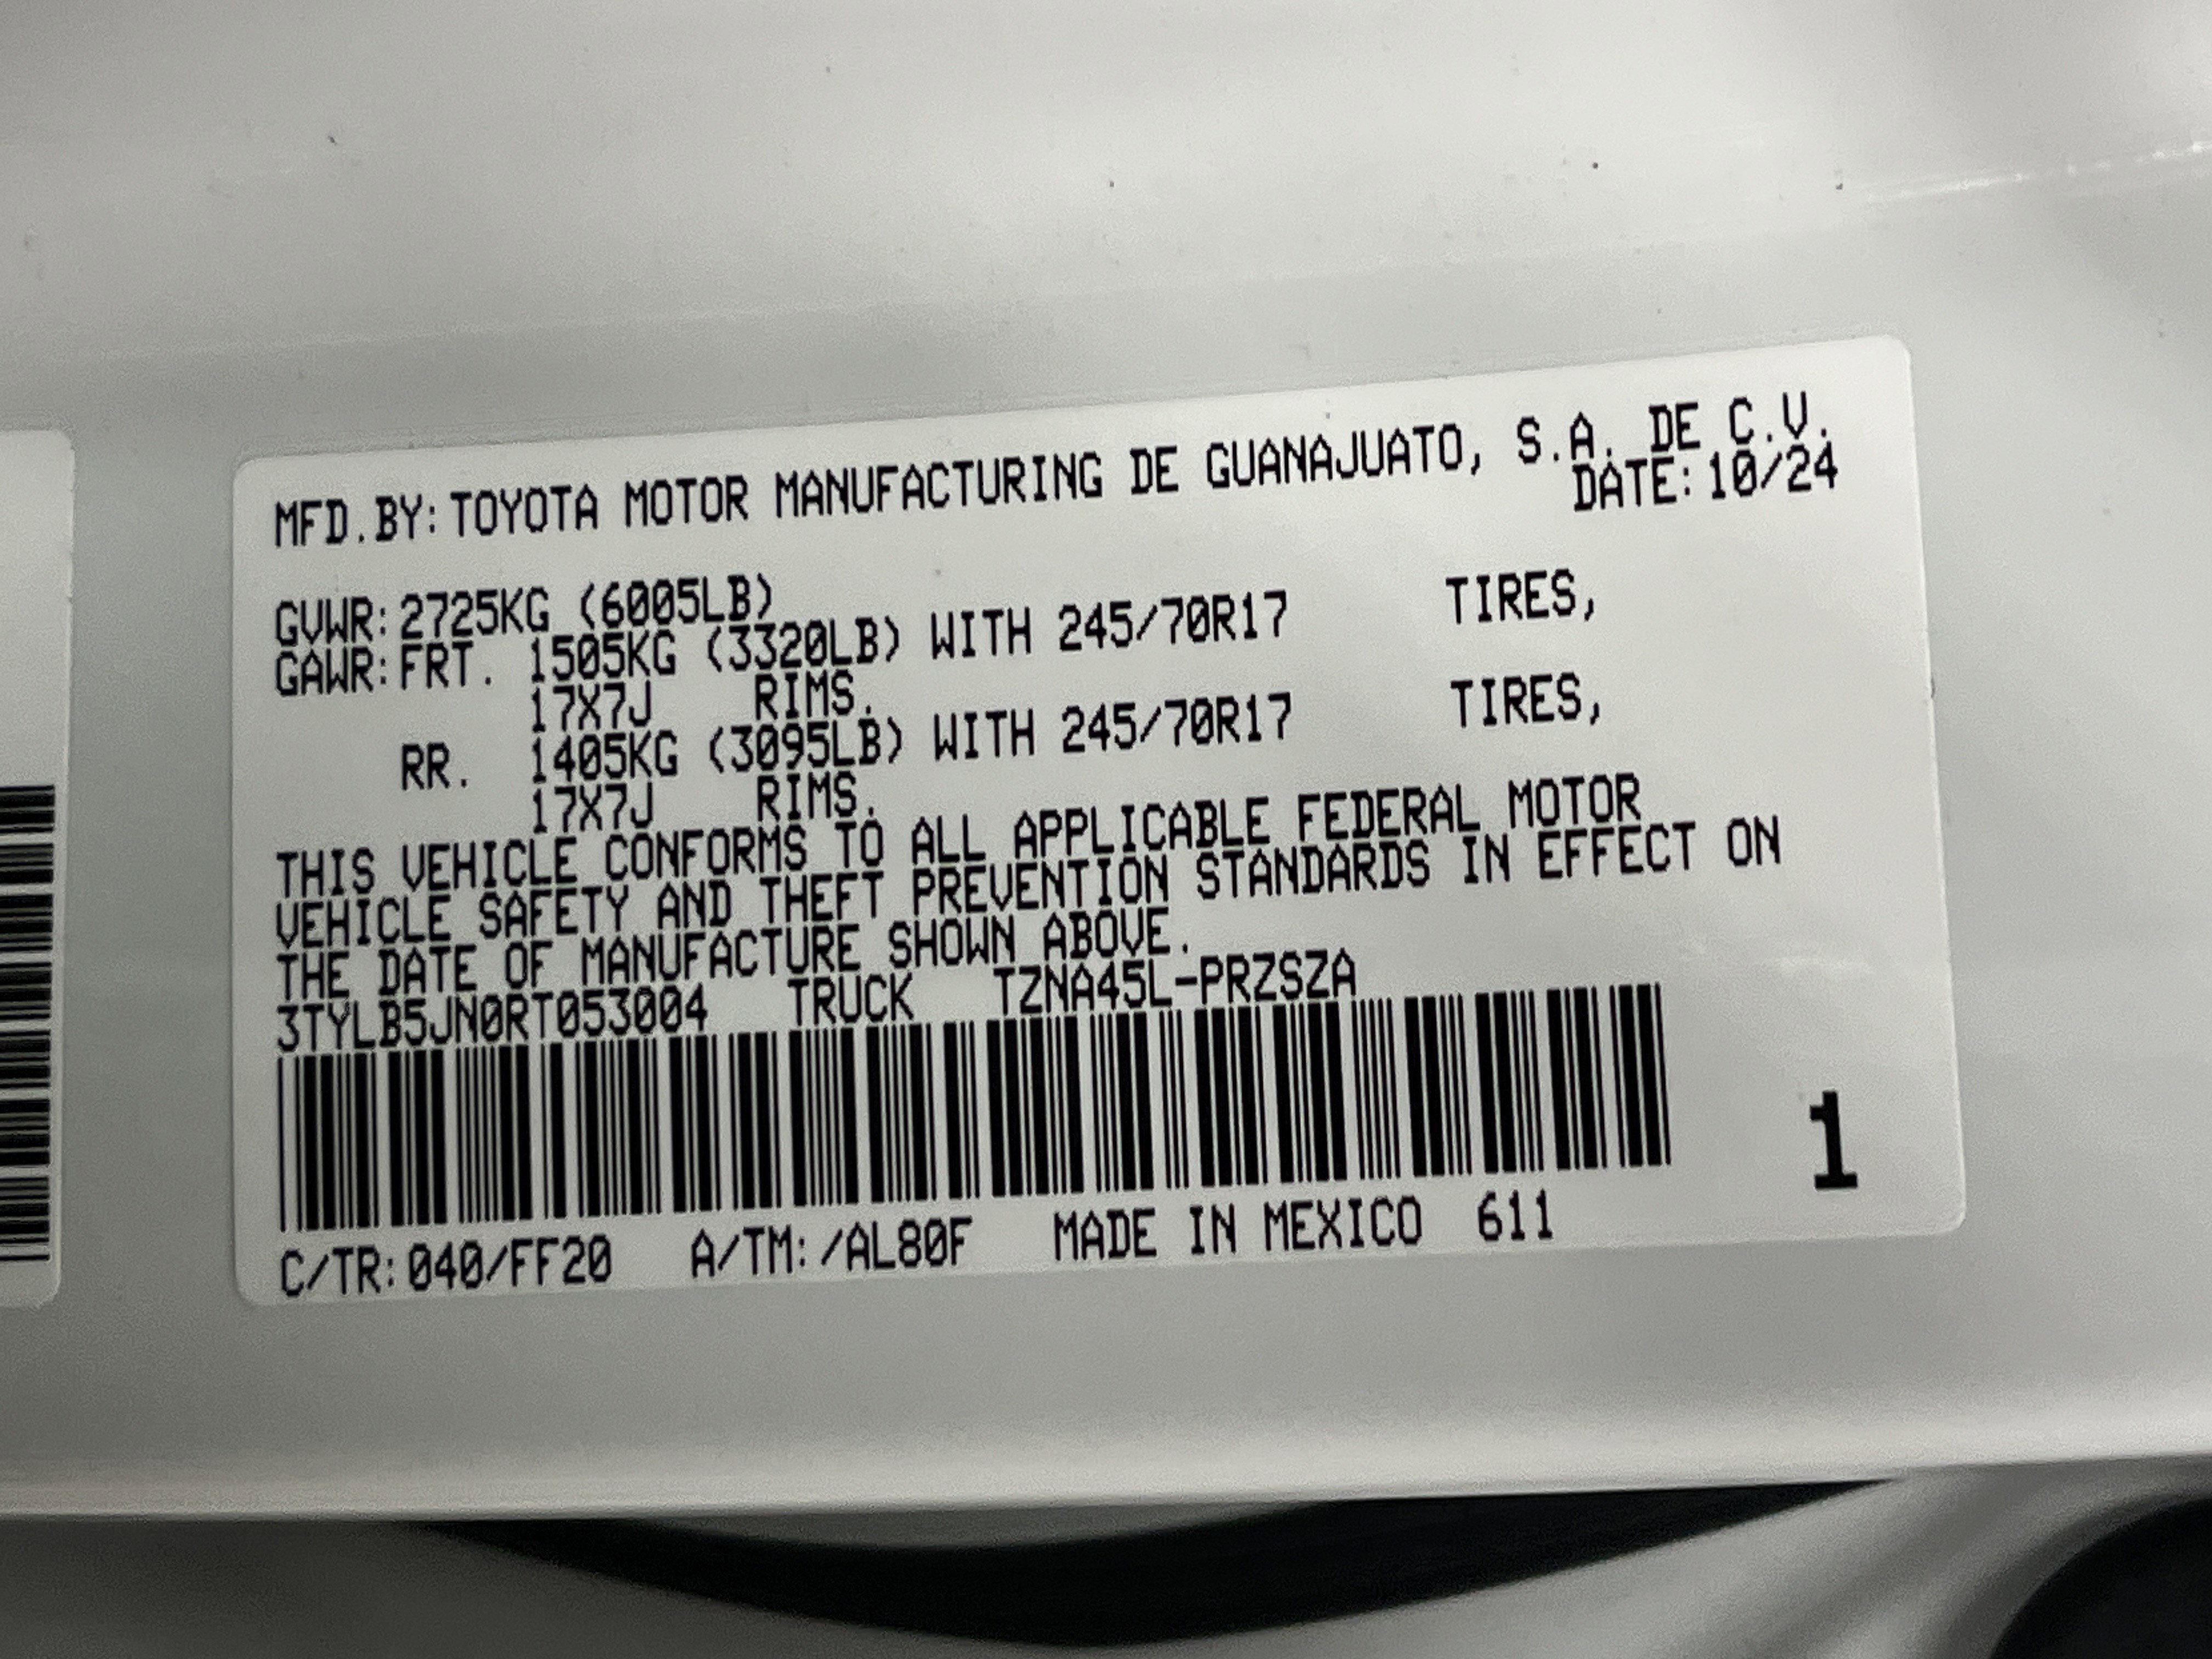 MFD.BY:TOYOTA MOTOR MANUFACTURING DE GUANAJUATO, S.A. DE C.V.
DATE:10/24
GVWR:2725KG (6005LB)
GAWR:FRT. 1505KG (3320LB) WITH 245/70R17 TIRES,
17X7J RIMS.
RR. 1405KG (3095LB) WITH 245/70R17 TIRES,
17X7J RIMS.
THIS VEHICLE CONFORMS TO ALL APPLICABLE FEDERAL MOTOR
VEHICLE SAFETY AND THEFT PREVENTION STANDARDS IN EFFECT ON
THE DATE OF MANUFACTURE SHOWN ABOVE.
3TYLB5JN0RT053004 TRUCK TZNA45L-PRZSZA
1
C/TR:040/FF20 A/TM:/AL80F MADE IN MEXICO 611